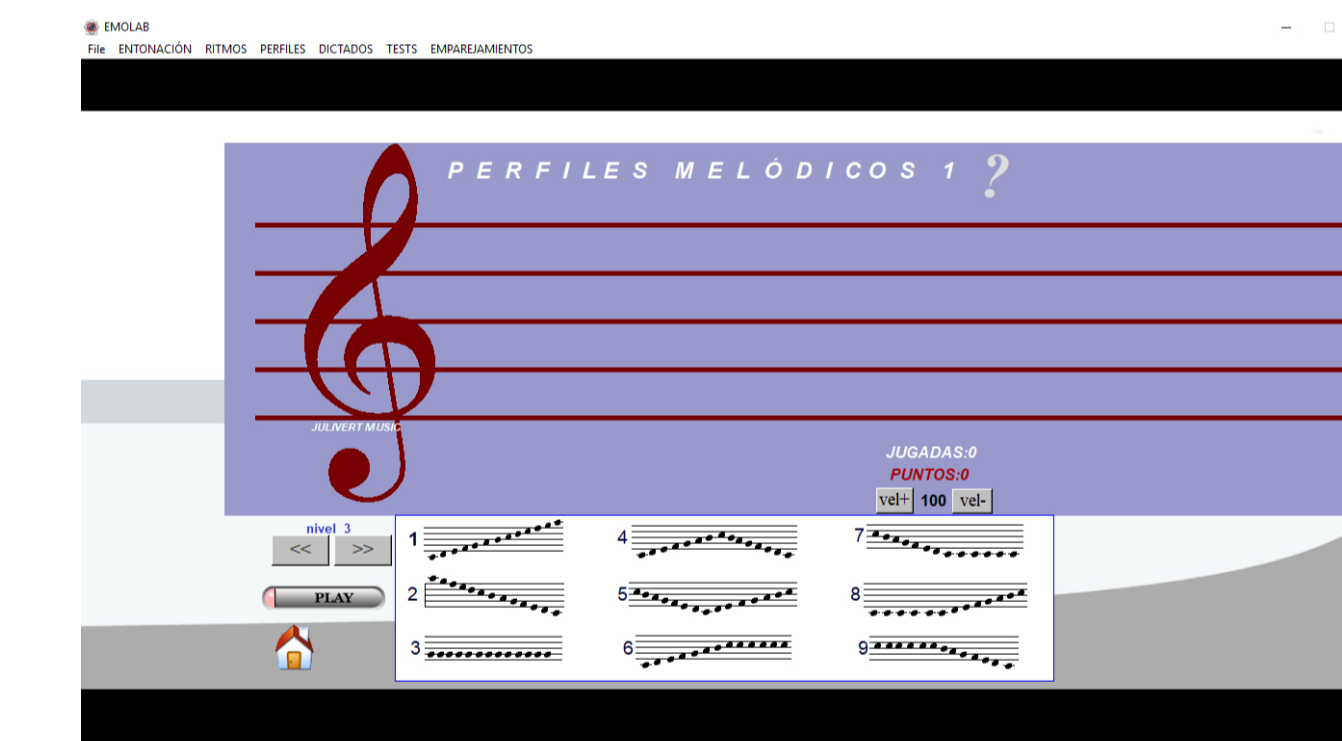 EMOLAB
File ENTONACIÓN RITMOS PERFILES DICTADOS TESTS EMPAREJAMIENTOS
PERFILES MELÓDICOS 1 ?
JULIVERT MUSIC
JUGADAS:0
PUNTOS:0
vel+ 100 vel-
nivel 3
<< >>
PLAY
1 4 7
2 5 8
3 6 9